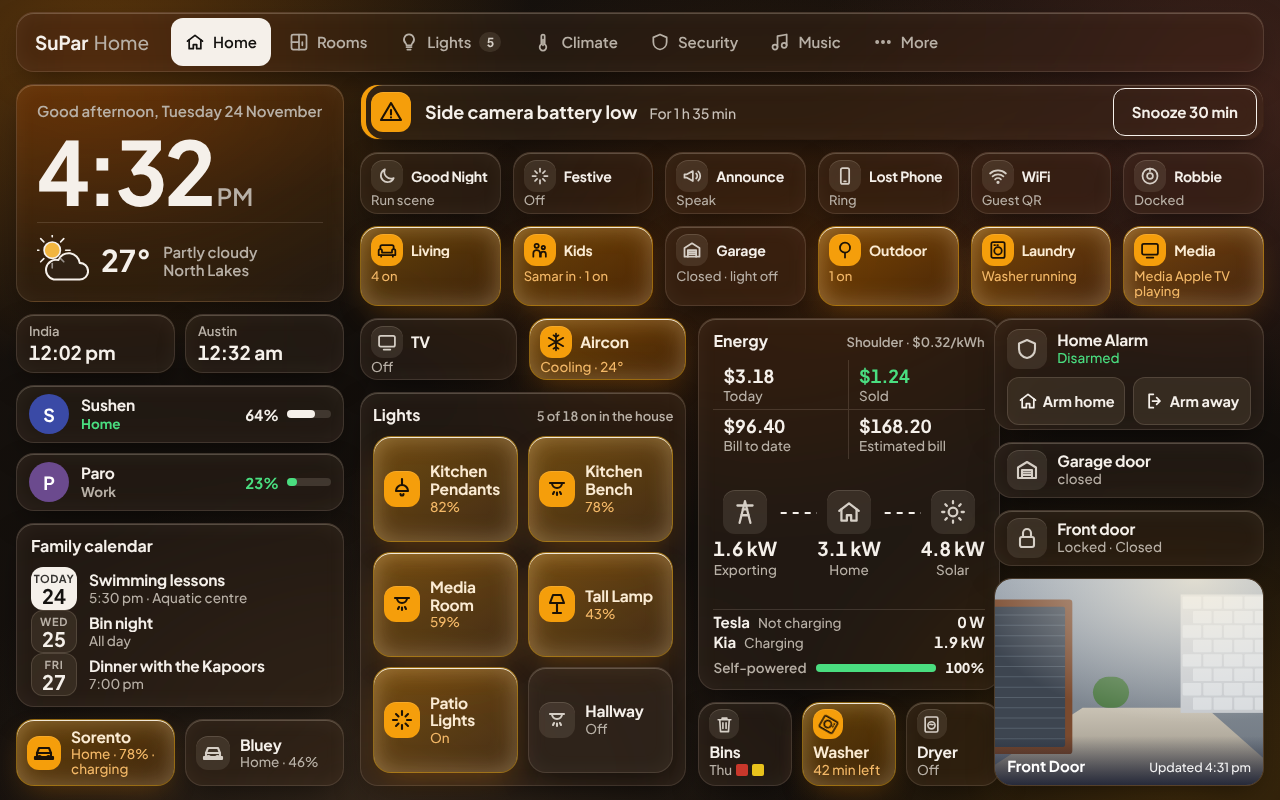 SuPar Home
Home
Rooms
Lights 5
Climate
Security
Music
More
Good afternoon, Tuesday 24 November
4:32 PM
27° Partly cloudy
North Lakes
India
12:02 pm
Austin
12:32 am
S Sushen
Home
64%
P Paro
Work
23%
Family calendar
TODAY
24
Swimming lessons
5:30 pm · Aquatic centre
WED
25
Bin night
All day
FRI
27
Dinner with the Kapoors
7:00 pm
Sorento
Home · 78% ·
charging
Bluey
Home · 46%
Side camera battery low For 1 h 35 min
Snooze 30 min
Good Night
Run scene
Festive
Off
Announce
Speak
Lost Phone
Ring
WiFi
Guest QR
Robbie
Docked
Living
4 on
Kids
Samar in · 1 on
Garage
Closed · light off
Outdoor
1 on
Laundry
Washer running
Media
Media Apple TV
playing
TV
Off
Aircon
Cooling · 24°
Lights
5 of 18 on in the house
Kitchen
Pendants
82%
Kitchen
Bench
78%
Media
Room
59%
Tall Lamp
43%
Patio
Lights
On
Hallway
Off
Energy
Shoulder · $0.32/kWh
$3.18
Today
$1.24
Sold
$96.40
Bill to date
$168.20
Estimated bill
1.6 kW
Exporting
3.1 kW
Home
4.8 kW
Solar
Tesla Not charging 0 W
Kia Charging 1.9 kW
Self-powered 100%
Bins
Thu
Washer
42 min left
Dryer
Off
Home Alarm
Disarmed
Arm home
Arm away
Garage door
closed
Front door
Locked · Closed
Front Door
Updated 4:31 pm